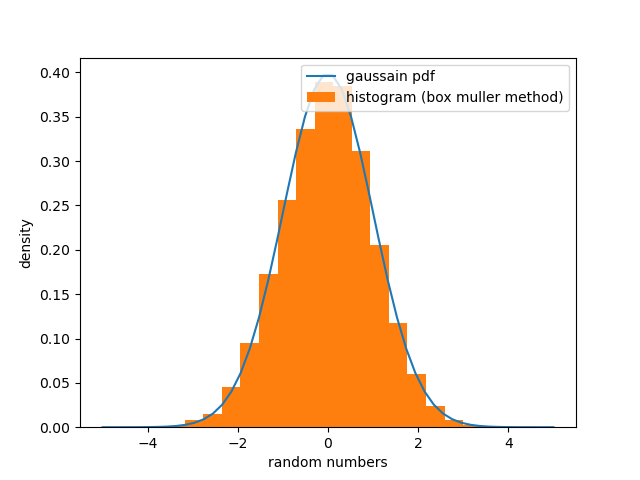 gaussain pdf
histogram (box muller method)
0.40
0.35
0.30
0.25
0.20
0.15
0.10
0.05
0.00
density
−4 −2 0 2 4
random numbers